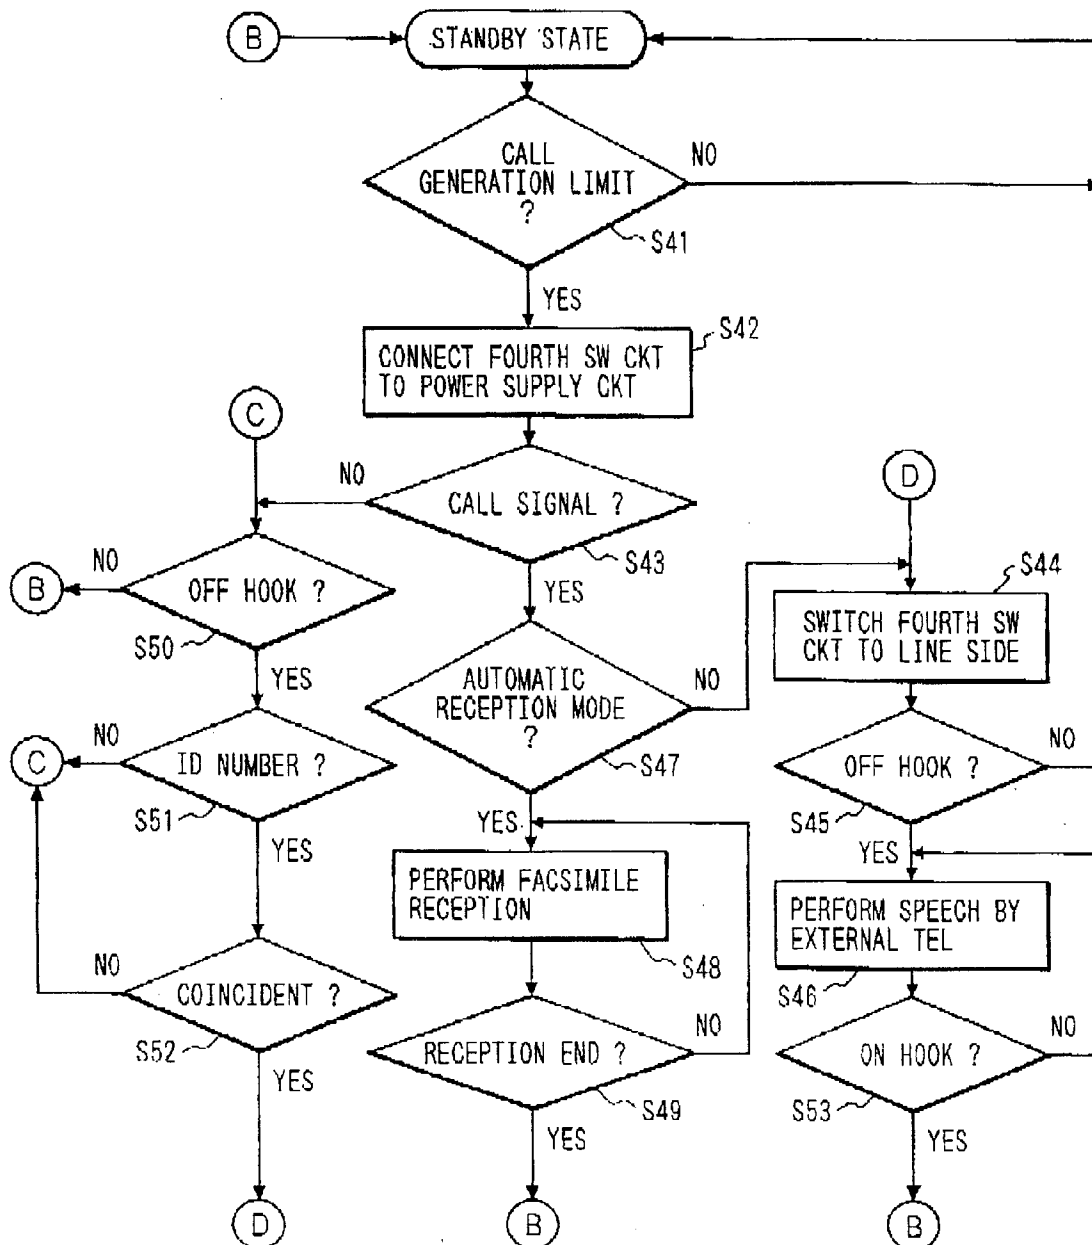 B
STANDBY STATE
CALL
GENERATION LIMIT
?
NO
S41
YES
S42
CONNECT FOURTH SW CKT
TO POWER SUPPLY CKT
C
NO
CALL SIGNAL ?
S43
YES
D
NO
B
OFF HOOK ?
S50
YES
S44
SWITCH FOURTH SW
CKT TO LINE SIDE
AUTOMATIC
RECEPTION MODE
?
NO
S47
YES
NO
C
ID NUMBER ?
S51
YES
OFF HOOK ?
NO
S45
YES
PERFORM FACSIMILE
RECEPTION
S48
PERFORM SPEECH BY
EXTERNAL TEL
S46
NO
COINCIDENT ?
S52
YES
RECEPTION END ?
NO
S49
YES
ON HOOK ?
NO
S53
YES
D
B
B